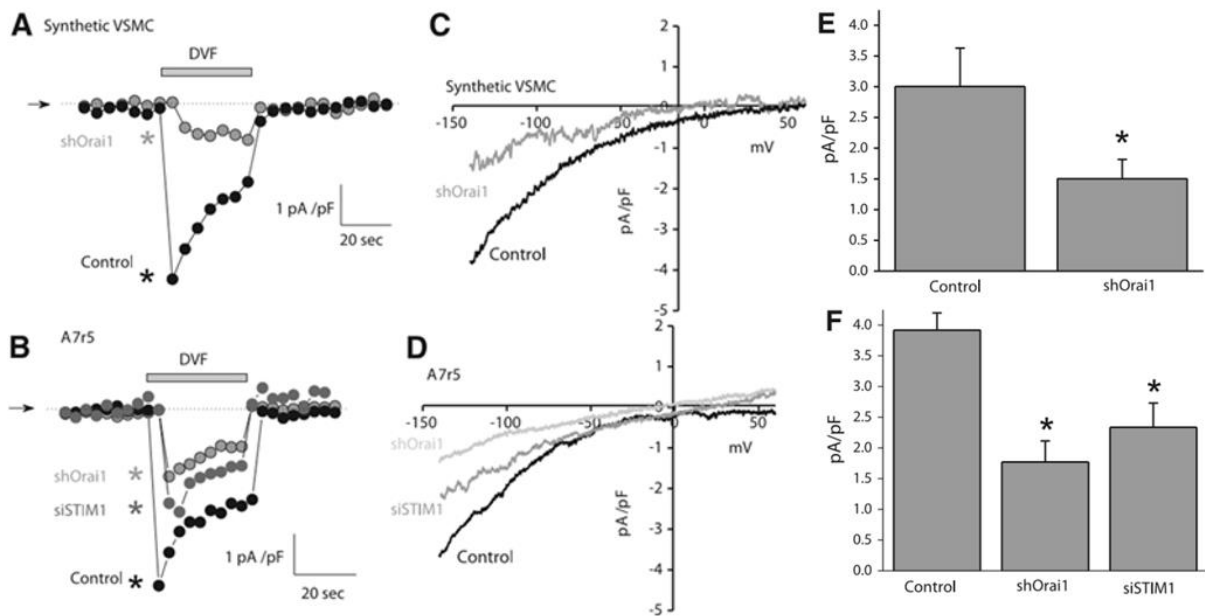 A Synthetic VSMC
DVF
shOrai1
*
1 pA /pF
20 sec
Control
*
B
A7r5
DVF
shOrai1 *
siSTIM1 *
1 pA /pF
20 sec
Control *
C
2
1
Synthetic VSMC
0
-150 -100 -50 0 50
-1
mV
shOrai1
-2
pA/pF
-3
Control
-4
-5
D
2
A7r5
1
0
-150 -100 -50 0 50
shOrai1
-1
mV
siSTIM1
-2
pA/pF
-3
Control
-4
-5
E
4.0
3.5
3.0
2.5
2.0
1.5
1.0
0.5
0.0
pA/pF
*
Control shOrai1
F
4.0
3.5
3.0
2.5
2.0
1.5
1.0
0.5
0.0
pA/pF
*
*
Control shOrai1 siSTIM1